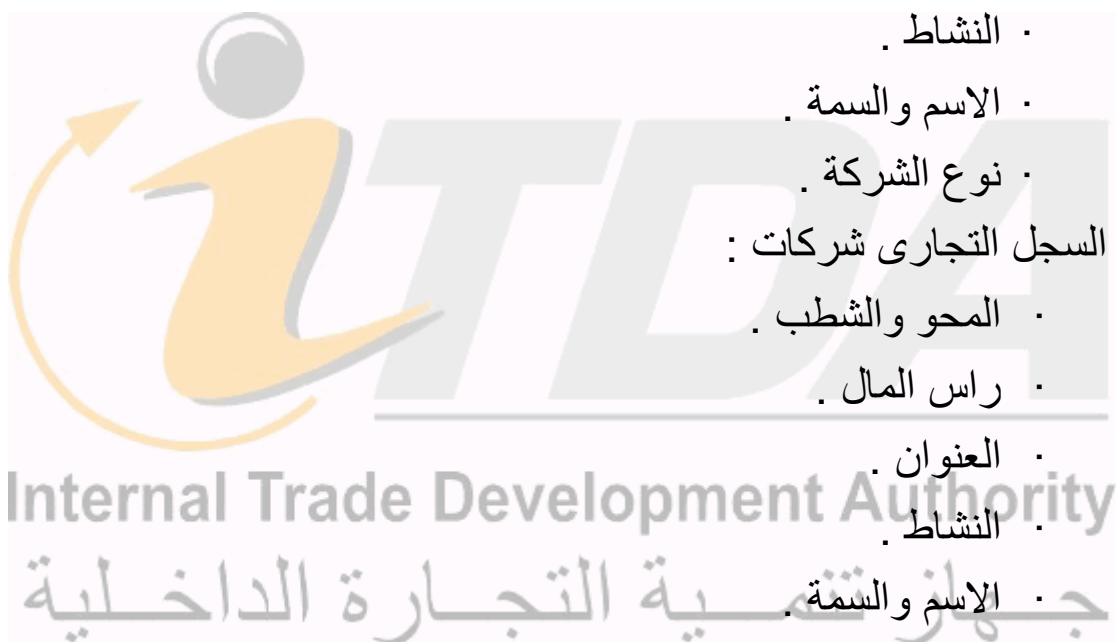 · النشاط .
· الاسم والسمة .
· نوع الشركة .
السجل التجارى شركات :
· المحو والشطب .
· راس المال .
· العنوان .
· النشاط .
· الاسم والسمة .
iTDA
Internal Trade Development Authority
جهاز تنمية التجارة الداخلية